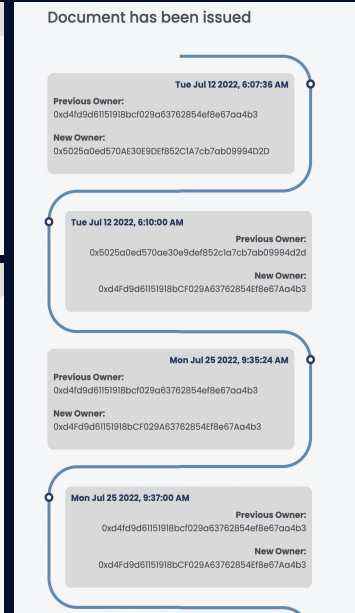 Document has been issued
Tue Jul 12 2022, 6:07:36 AM
Previous Owner:
0xd4fd9d61151918bcf029a63762854ef8e67aa4b3
New Owner:
0x5025a0ed570AE30E9DEf852C1A7cb7ab09994D2D
Tue Jul 12 2022, 6:10:00 AM
Previous Owner:
0x5025a0ed570ae30e9def852c1a7cb7ab09994d2d
New Owner:
0xd4Fd9d61151918bCF029A63762854Ef8e67Aa4b3
Mon Jul 25 2022, 9:35:24 AM
Previous Owner:
0xd4fd9d61151918bcf029a63762854ef8e67aa4b3
New Owner:
0xd4Fd9d61151918bCF029A63762854Ef8e67Aa4b3
Mon Jul 25 2022, 9:37:00 AM
Previous Owner:
0xd4fd9d61151918bcf029a63762854ef8e67aa4b3
New Owner:
0xd4Fd9d61151918bCF029A63762854Ef8e67Aa4b3